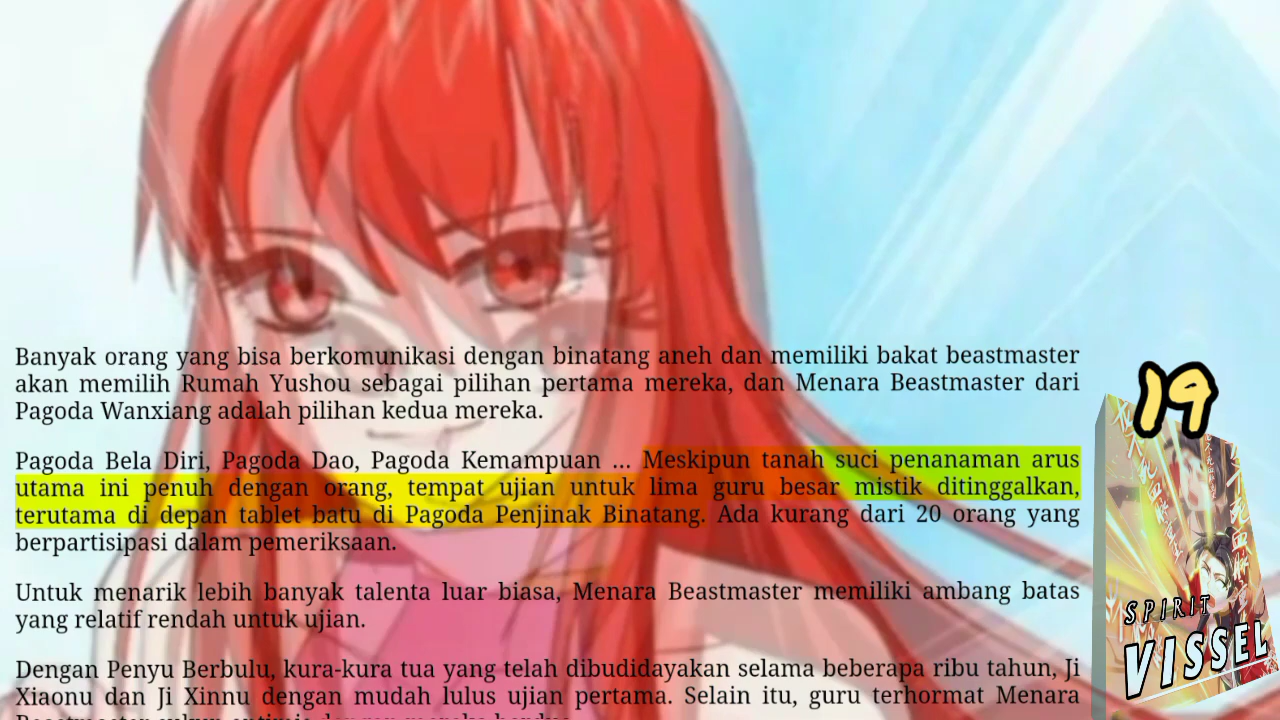 Banyak orang yang bisa berkomunikasi dengan binatang aneh dan memiliki bakat beastmaster
akan memilih Rumah Yushou sebagai pilihan pertama mereka, dan Menara Beastmaster dari
Pagoda Wanxiang adalah pilihan kedua mereka.
Pagoda Bela Diri, Pagoda Dao, Pagoda Kemampuan ... Meskipun tanah suci penanaman arus
utama ini penuh dengan orang, tempat ujian untuk lima guru besar mistik ditinggalkan,
terutama di depan tablet batu di Pagoda Penjinak Binatang. Ada kurang dari 20 orang yang
berpartisipasi dalam pemeriksaan.
Untuk menarik lebih banyak talenta luar biasa, Menara Beastmaster memiliki ambang batas
yang relatif rendah untuk ujian.
Dengan Penyu Berbulu, kura-kura tua yang telah dibudidayakan selama beberapa ribu tahun, Ji
Xiaonu dan Ji Xinnu dengan mudah lulus ujian pertama. Selain itu, guru terhormat Menara
19
SPIRIT
VISSEL